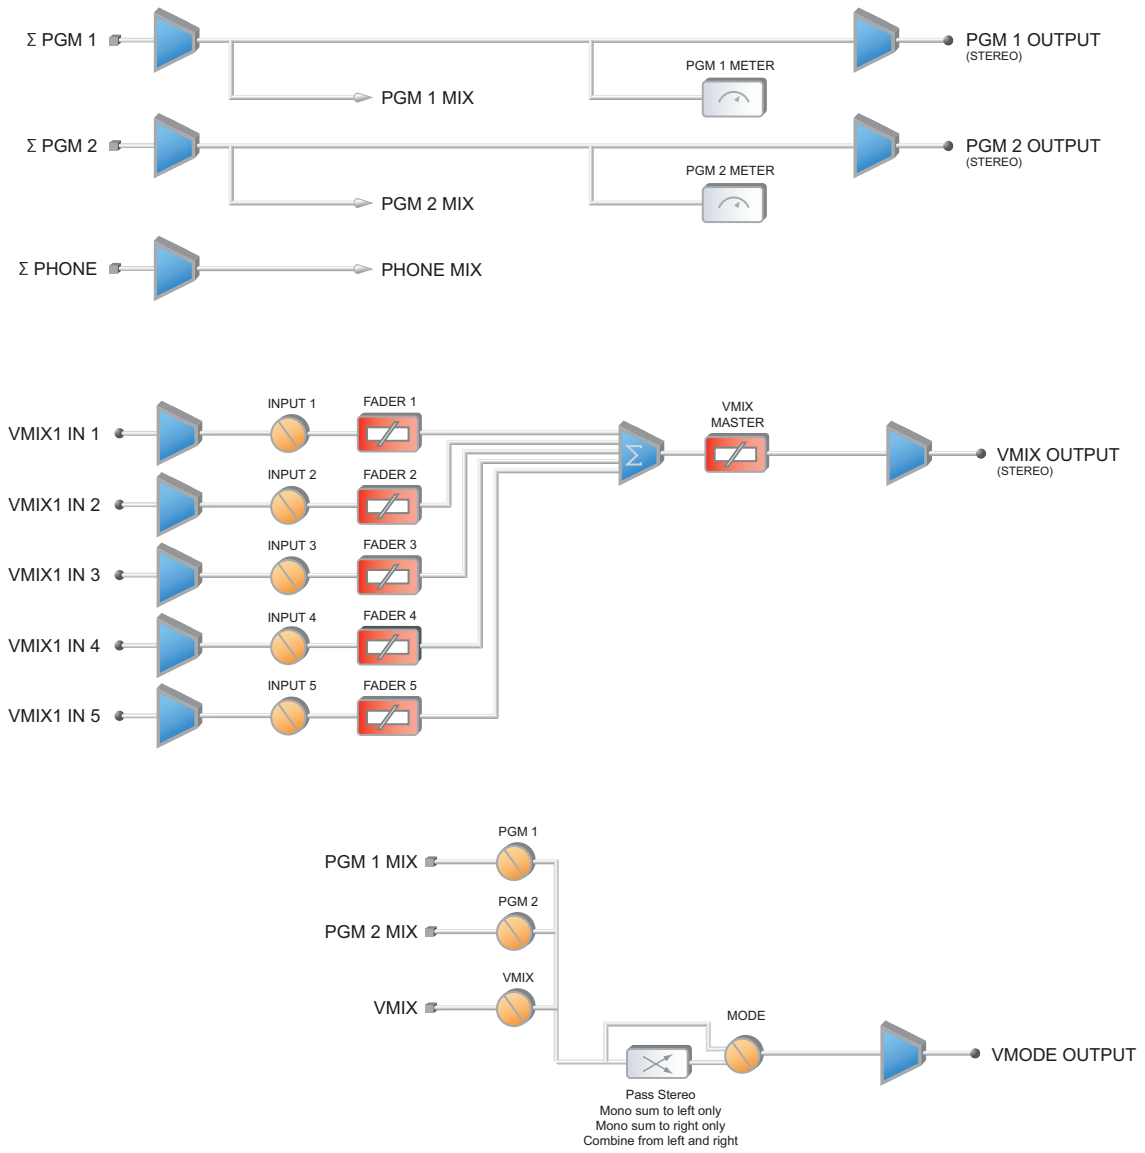 Σ PGM 1
PGM 1 OUTPUT
(STEREO)
PGM 1 METER
PGM 1 MIX
Σ PGM 2
PGM 2 OUTPUT
(STEREO)
PGM 2 METER
PGM 2 MIX
Σ PHONE
PHONE MIX
VMIX1 IN 1
INPUT 1
FADER 1
VMIX
MASTER
Σ
VMIX OUTPUT
(STEREO)
VMIX1 IN 2
INPUT 2
FADER 2
VMIX1 IN 3
INPUT 3
FADER 3
VMIX1 IN 4
INPUT 4
FADER 4
VMIX1 IN 5
INPUT 5
FADER 5
PGM 1
PGM 1 MIX
PGM 2
PGM 2 MIX
VMIX
VMIX
MODE
VMODE OUTPUT
Pass Stereo
Mono sum to left only
Mono sum to right only
Combine from left and right